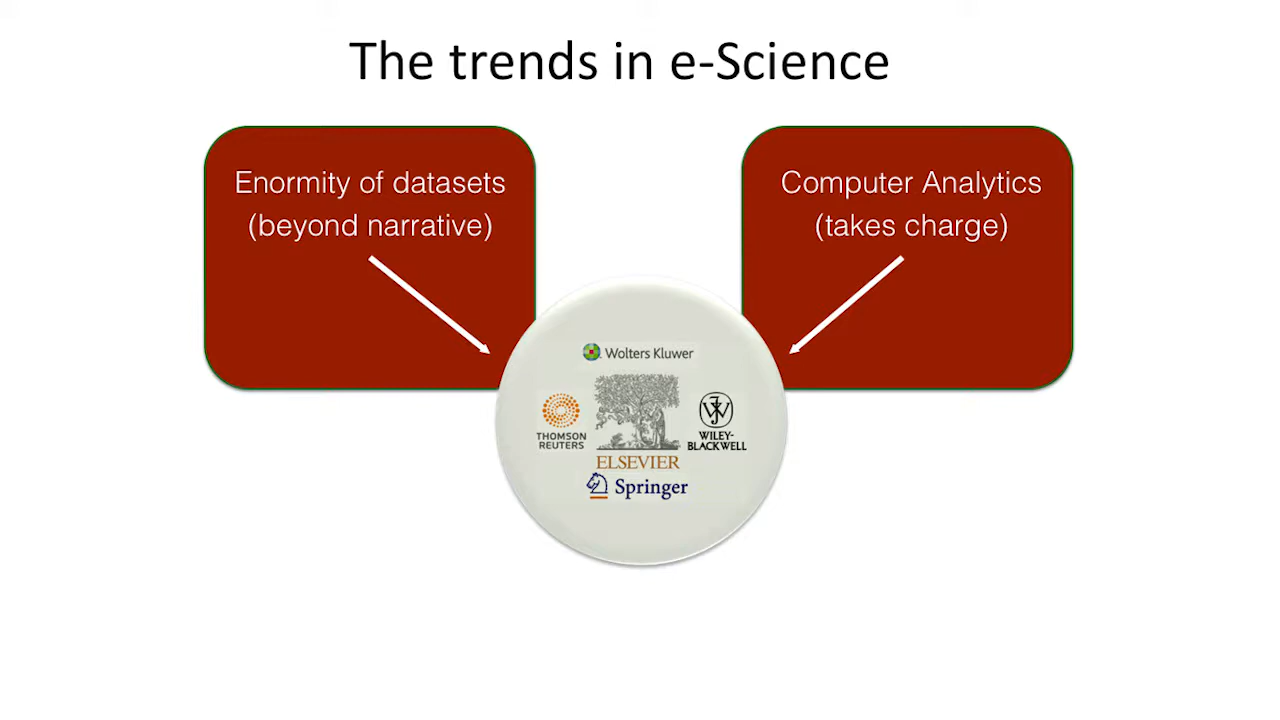 The trends in e-Science
Enormity of datasets
(beyond narrative)
Computer Analytics
(takes charge)
Wolters Kluwer
THOMSON
REUTERS
WILEY-
BLACKWELL
ELSEVIER
Springer